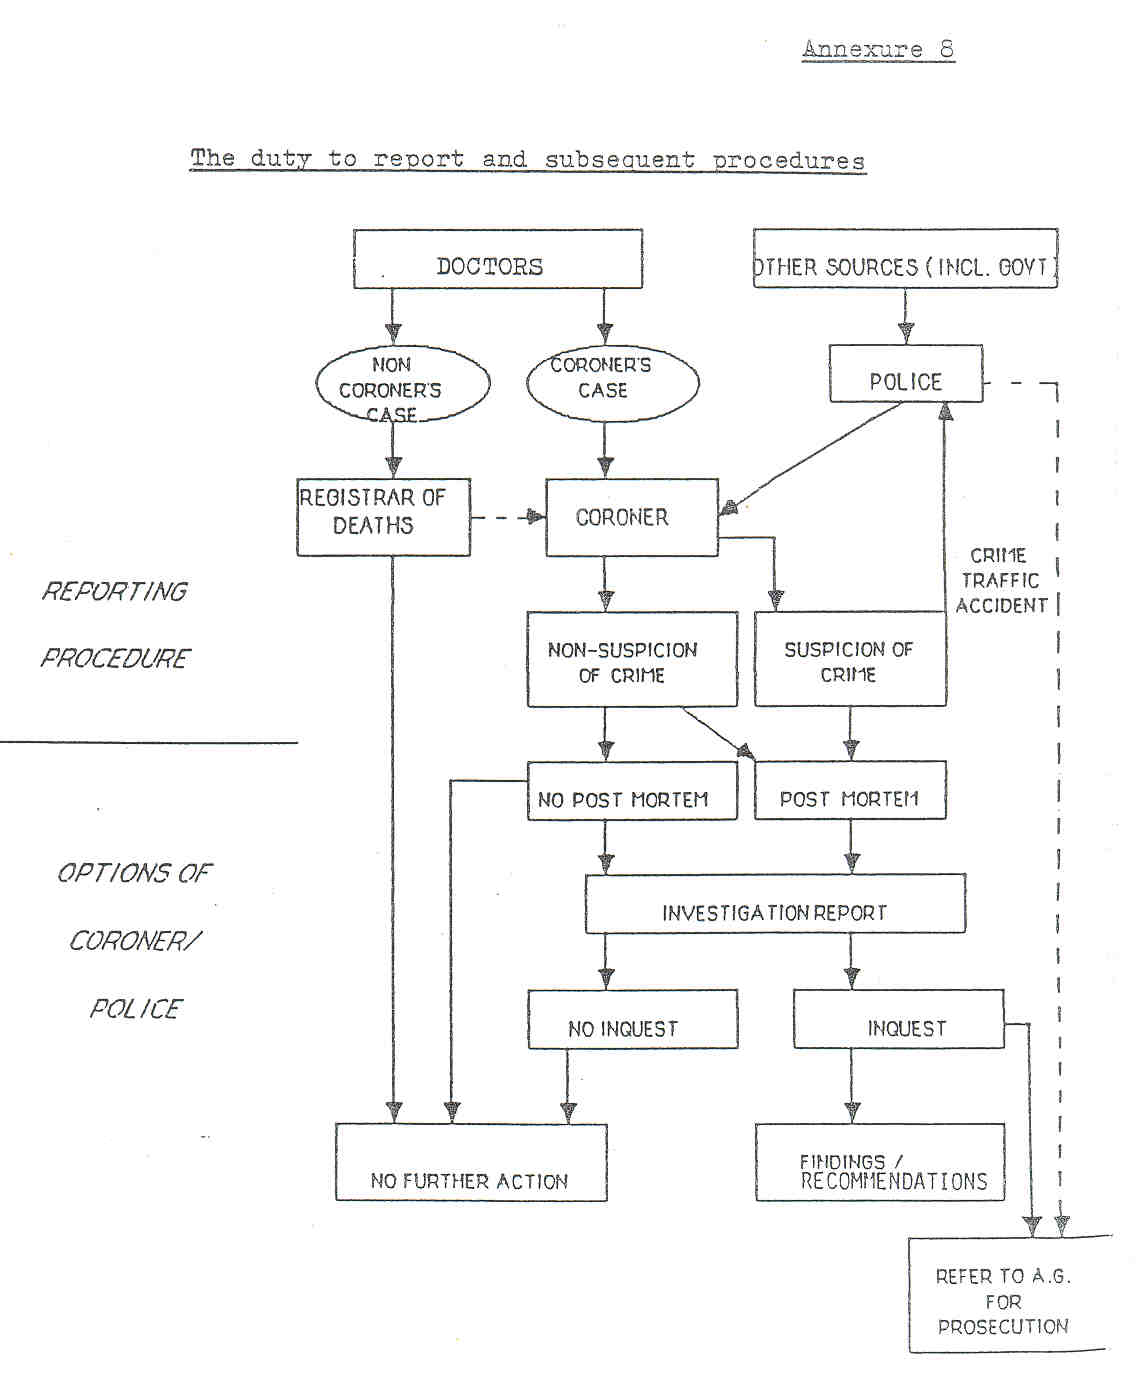 Annexure 8
The duty to report and subsequent procedures
DOCTORS
OTHER SOURCES (INCL. GOVT)
NON
CORONER'S
CASE
CORONER'S
CASE
POLICE
REGISTRAR OF
DEATHS
CORONER
CRIME
TRAFFIC
ACCIDENT
REPORTING
PROCEDURE
NON-SUSPICION
OF CRIME
SUSPICION OF
CRIME
NO POST MORTEM
POST MORTEM
OPTIONS OF
CORONER/
POLICE
INVESTIGATION REPORT
NO INQUEST
INQUEST
NO FURTHER ACTION
FINDINGS /
RECOMMENDATIONS
REFER TO A.G.
FOR
PROSECUTION